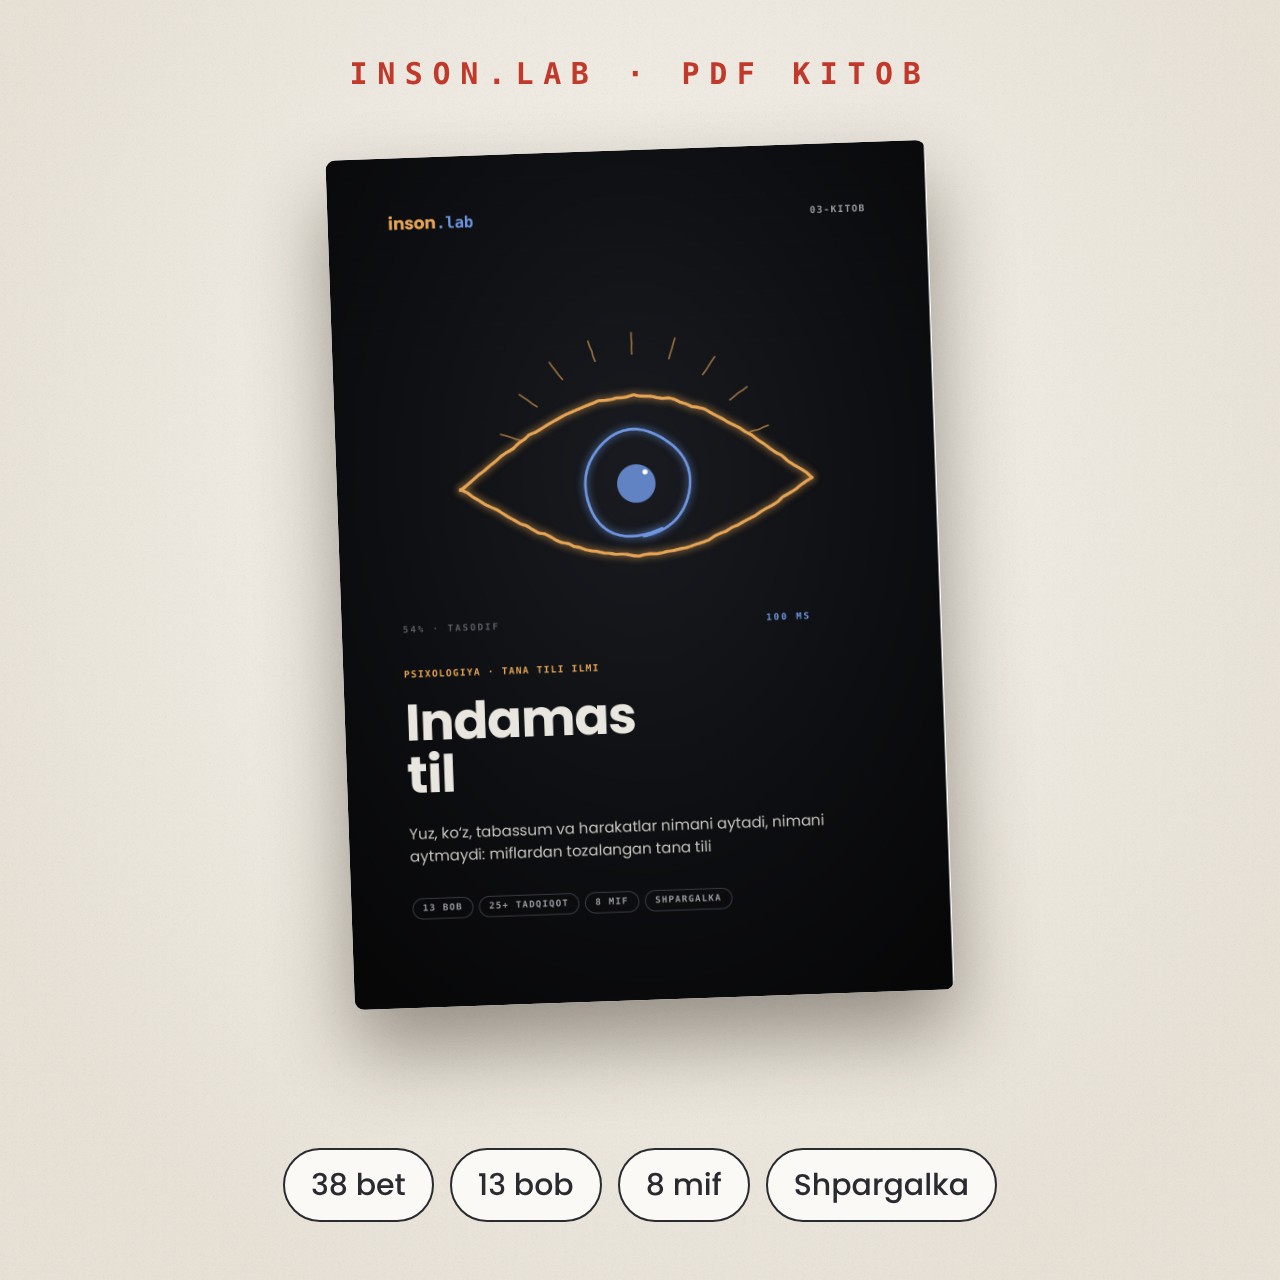 INSON.LAB · PDF KITOB
inson.lab
03-KITOB
54% · TASODIF
100 MS
PSIXOLOGIYA · TANA TILI ILMI
Indamas
til
Yuz, ko‘z, tabassum va harakatlar nimani aytadi, nimani
aytmaydi: miflardan tozalangan tana tili
13 BOB
25+ TADQIQOT
8 MIF
SHPARGALKA
38 bet
13 bob
8 mif
Shpargalka